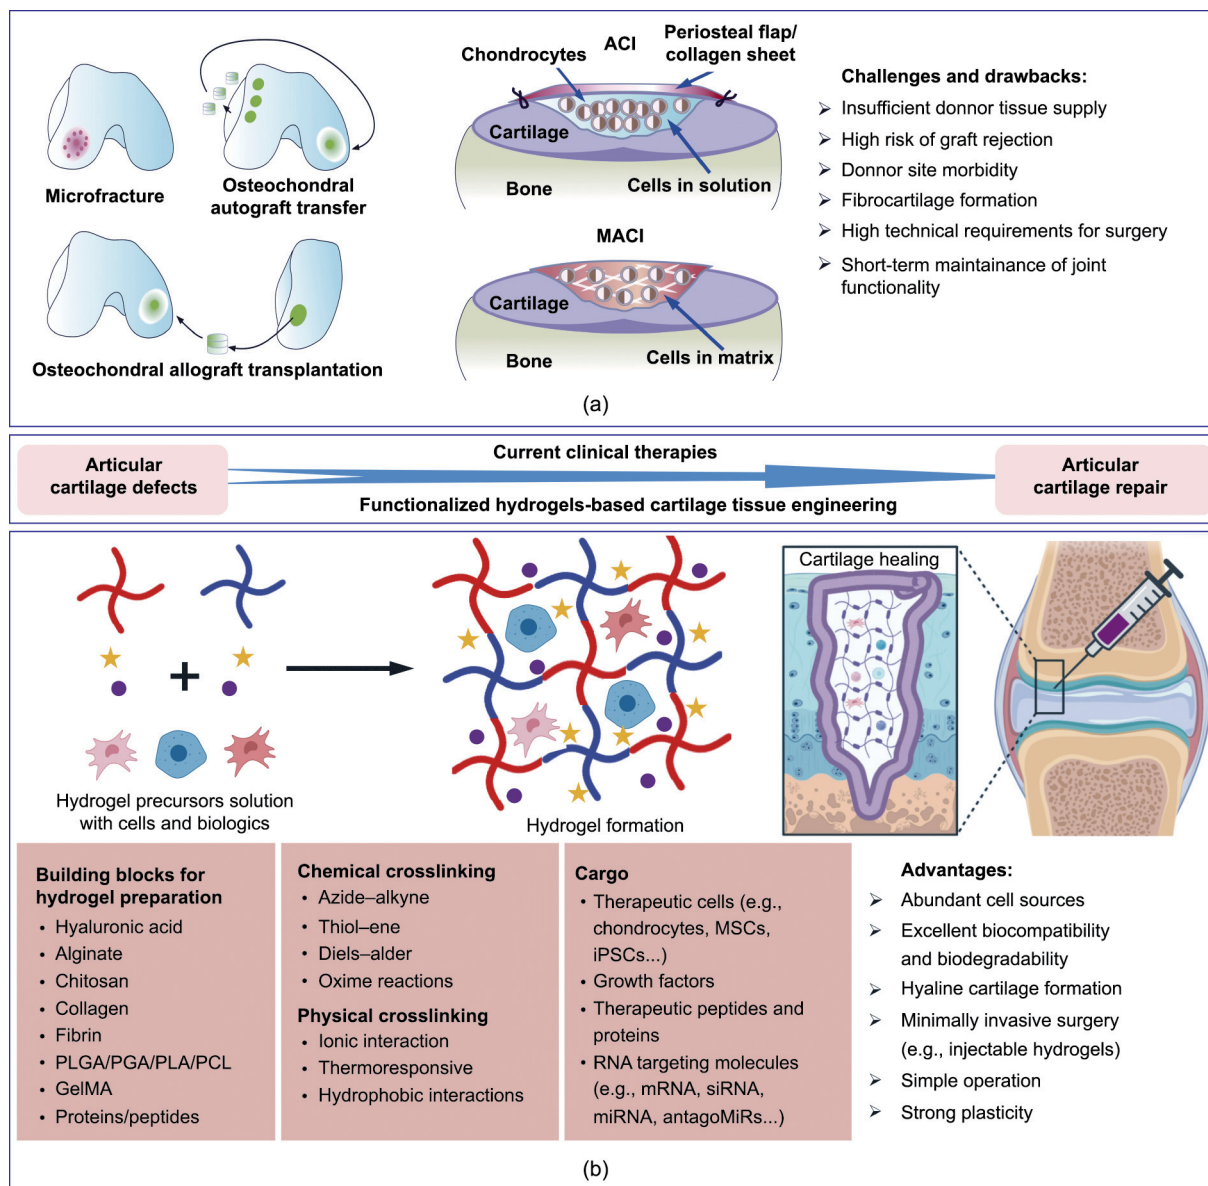 Microfracture
Osteochondral
autograft transfer
Osteochondral allograft transplantation
ACI
Chondrocytes
Periosteal flap/
collagen sheet
Cartilage
Bone
Cells in solution
MACI
Cartilage
Bone
Cells in matrix
Challenges and drawbacks:
➢ Insufficient donnor tissue supply
➢ High risk of graft rejection
➢ Donnor site morbidity
➢ Fibrocartilage formation
➢ High technical requirements for surgery
➢ Short-term maintainance of joint
functionality
(a)
Articular
cartilage defects
Current clinical therapies
Functionalized hydrogels-based cartilage tissue engineering
Articular
cartilage repair
+
Hydrogel precursors solution
with cells and biologics
Hydrogel formation
Cartilage healing
Building blocks for
hydrogel preparation
• Hyaluronic acid
• Alginate
• Chitosan
• Collagen
• Fibrin
• PLGA/PGA/PLA/PCL
• GelMA
• Proteins/peptides
Chemical crosslinking
• Azide–alkyne
• Thiol–ene
• Diels–alder
• Oxime reactions
Physical crosslinking
• Ionic interaction
• Thermoresponsive
• Hydrophobic interactions
Cargo
• Therapeutic cells (e.g.,
chondrocytes, MSCs,
iPSCs...)
• Growth factors
• Therapeutic peptides and
proteins
• RNA targeting molecules
(e.g., mRNA, siRNA,
miRNA, antagoMiRs...)
Advantages:
➢ Abundant cell sources
➢ Excellent biocompatibility
and biodegradability
➢ Hyaline cartilage formation
➢ Minimally invasive surgery
(e.g., injectable hydrogels)
➢ Simple operation
➢ Strong plasticity
(b)